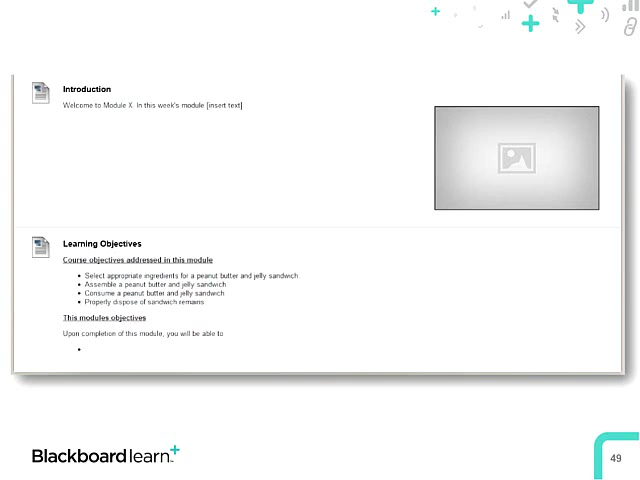 Introduction
Welcome to Module X. In this week's module [insert text]
Learning Objectives
Course objectives addressed in this module
Select appropriate ingredients for a peanut butter and jelly sandwich
Assemble a peanut butter and jelly sandwich
Consume a peanut butter and jelly sandwich
Properly dispose of sandwich remains
This modules objectives
Upon completion of this module, you will be able to
Blackboard learn+
49